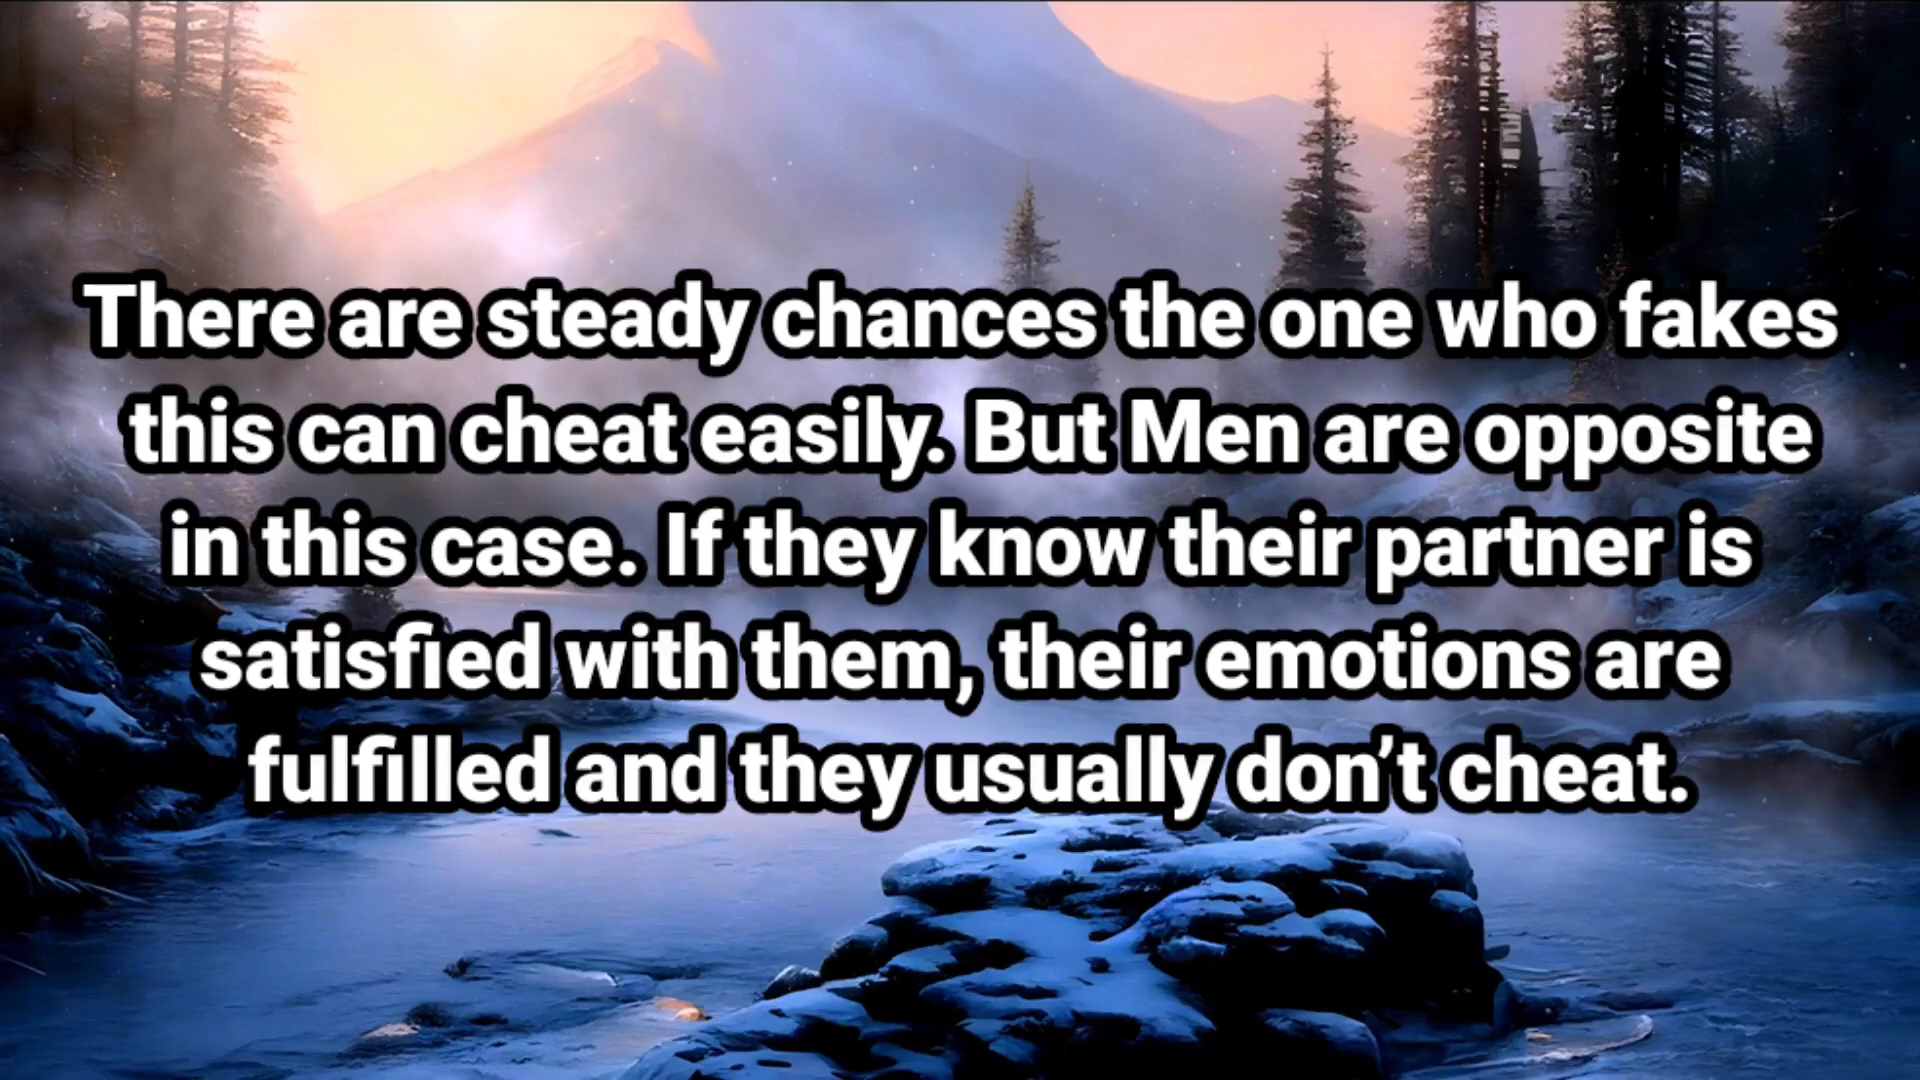 There are steady chances the one who fakes
this can cheat easily. But Men are opposite
in this case. If they know their partner is
satisfied with them, their emotions are
fulfilled and they usually don’t cheat.